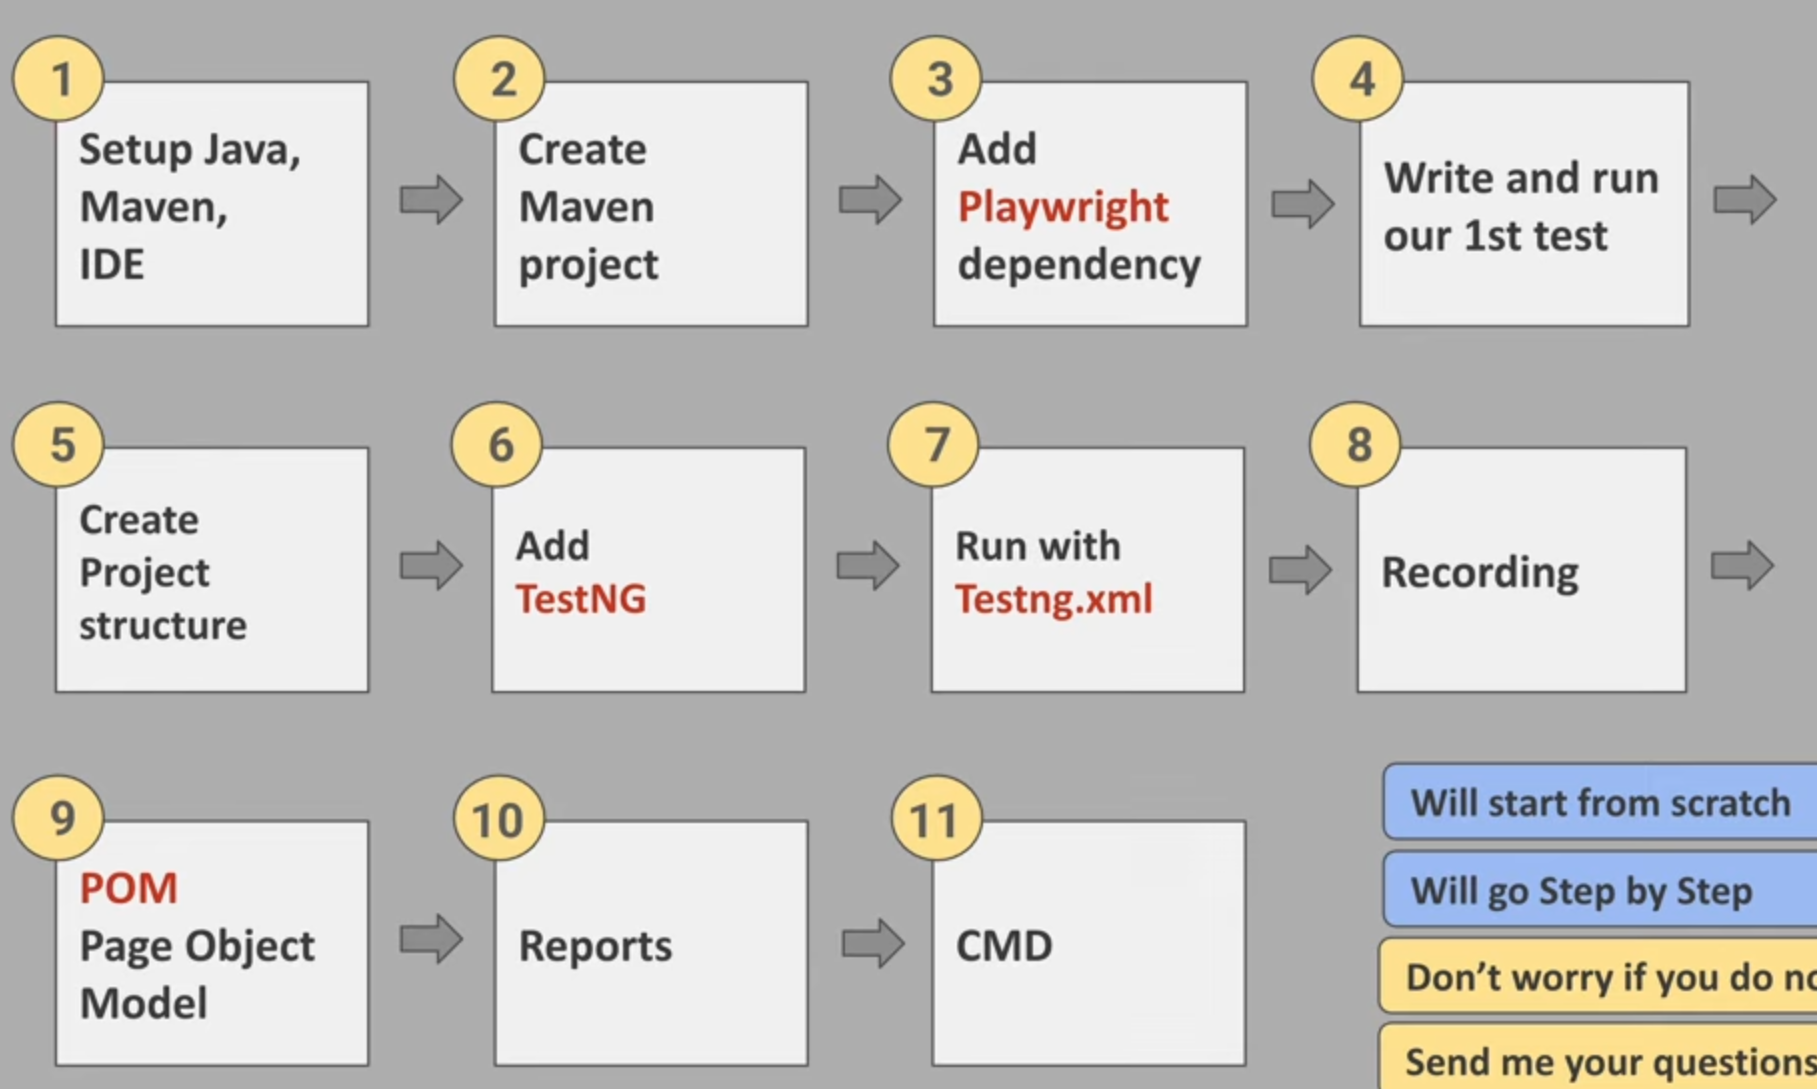 1
Setup Java,
Maven,
IDE
2
Create
Maven
project
3
Add
Playwright
dependency
4
Write and run
our 1st test
5
Create
Project
structure
6
Add
TestNG
7
Run with
Testng.xml
8
Recording
9
POM
Page Object
Model
10
Reports
11
CMD
Will start from scratch
Will go Step by Step
Don’t worry if you do
Send me your questions